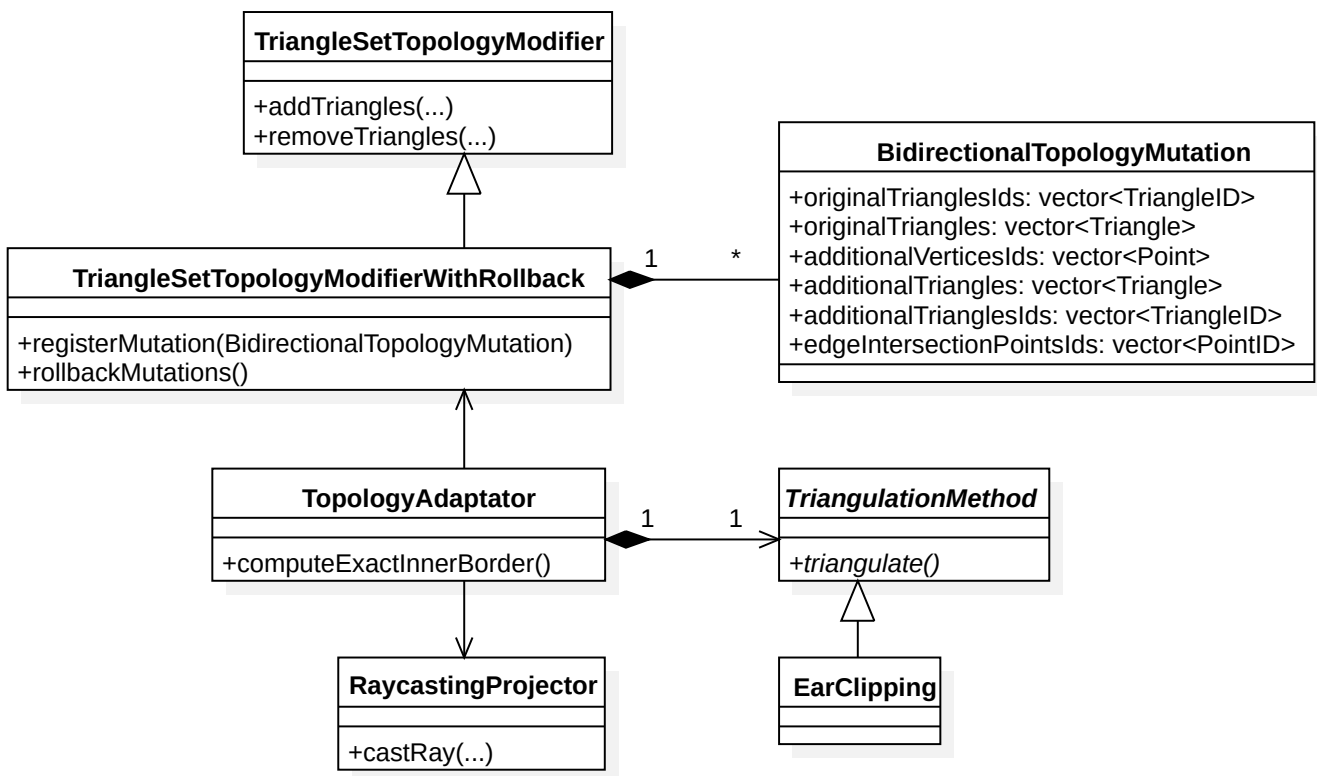 TriangleSetTopologyModifier
+addTriangles(...)
+removeTriangles(...)
BidirectionalTopologyMutation
+originalTrianglesIds: vector<TriangleID>
+originalTriangles: vector<Triangle>
+additionalVerticesIds: vector<Point>
+additionalTriangles: vector<Triangle>
+additionalTrianglesIds: vector<TriangleID>
+edgeIntersectionPointsIds: vector<PointID>
TriangleSetTopologyModifierWithRollback
1
*
+registerMutation(BidirectionalTopologyMutation)
+rollbackMutations()
TopologyAdaptator
+computeExactInnerBorder()
1
1
TriangulationMethod
+triangulate()
RaycastingProjector
+castRay(...)
EarClipping